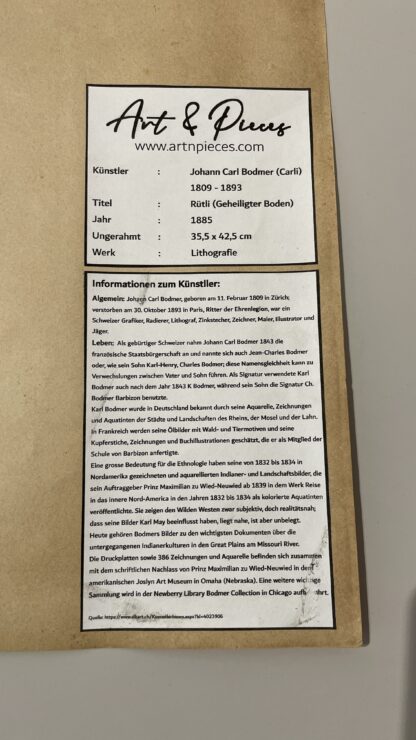 Art & Pieces
www.artnpieces.com
Künstler : Johann Carl Bodmer (Carli)
1809 - 1893
Titel : Rütli (Geheiligter Boden)
Jahr : 1885
Ungerahmt : 35,5 x 42,5 cm
Werk : Lithografie
Informationen zum Künstller:
Algemein: Johann Carl Bodmer, geboren am 11. Februar 1809 in Zürich;
verstorben am 30. Oktober 1893 in Paris, Ritter der Ehrenlegion, war ein
Schweizer Grafiker, Radierer, Lithograf, Zinkstecher, Zeichner, Maler, Illustrator und
Jäger.
Leben: Als gebürtiger Schweizer nahm Johann Carl Bodmer 1843 die
französische Staatsbürgerschaft an und nannte sich auch Jean-Charles Bodmer
oder, wie sein Sohn Karl-Henry, Charles Bodmer; diese Namensgleichheit kann zu
Verwechslungen zwischen Vater und Sohn führen. Als Signatur verwendete Karl
Bodmer auch nach dem Jahr 1843 K Bodmer, während sein Sohn die Signatur Ch.
Bodmer Barbizon benutzte.
Karl Bodmer wurde in Deutschland bekannt durch seine Aquarelle, Zeichnungen
und Aquatinten der Städte und Landschaften des Rheins, der Mosel und der Lahn.
In Frankreich werden seine Ölbilder mit Wald- und Tiermotiven und seine
Kupferstiche, Zeichnungen und Buchillustrationen geschätzt, die er als Mitglied der
Schule von Barbizon anfertigte.
Eine grosse Bedeutung für die Ethnologie haben seine von 1832 bis 1834 in
Nordamerika gezeichneten und aquarellierten Indianer- und Landschaftsbilder, die
sein Auftraggeber Prinz Maximilian zu Wied-Neuwied ab 1839 in dem Werk Reise
in das innere Nord-America in den Jahren 1832 bis 1834 als kolorierte Aquatinten
veröffentlichte. Sie zeigen den Wilden Westen zwar subjektiv, doch realitätsnah;
dass seine Bilder Karl May beeinflusst haben, liegt nahe, ist aber unbelegt.
Heute gehören Bodmers Bilder zu den wichtigsten Dokumenten über die
untergegangenen Indianerkulturen in den Great Plains am Missouri River.
Die Druckplatten sowie 386 Zeichnungen und Aquarelle befinden sich zusammen
mit dem schriftlichen Nachlass von Prinz Maximilian zu Wied-Neuwied in dem
amerikanischen Joslyn Art Museum in Omaha (Nebraska). Eine weitere wichtige
Sammlung wird in der Newberry Library Bodmer Collection in Chicago aufbewahrt.
Quelle: